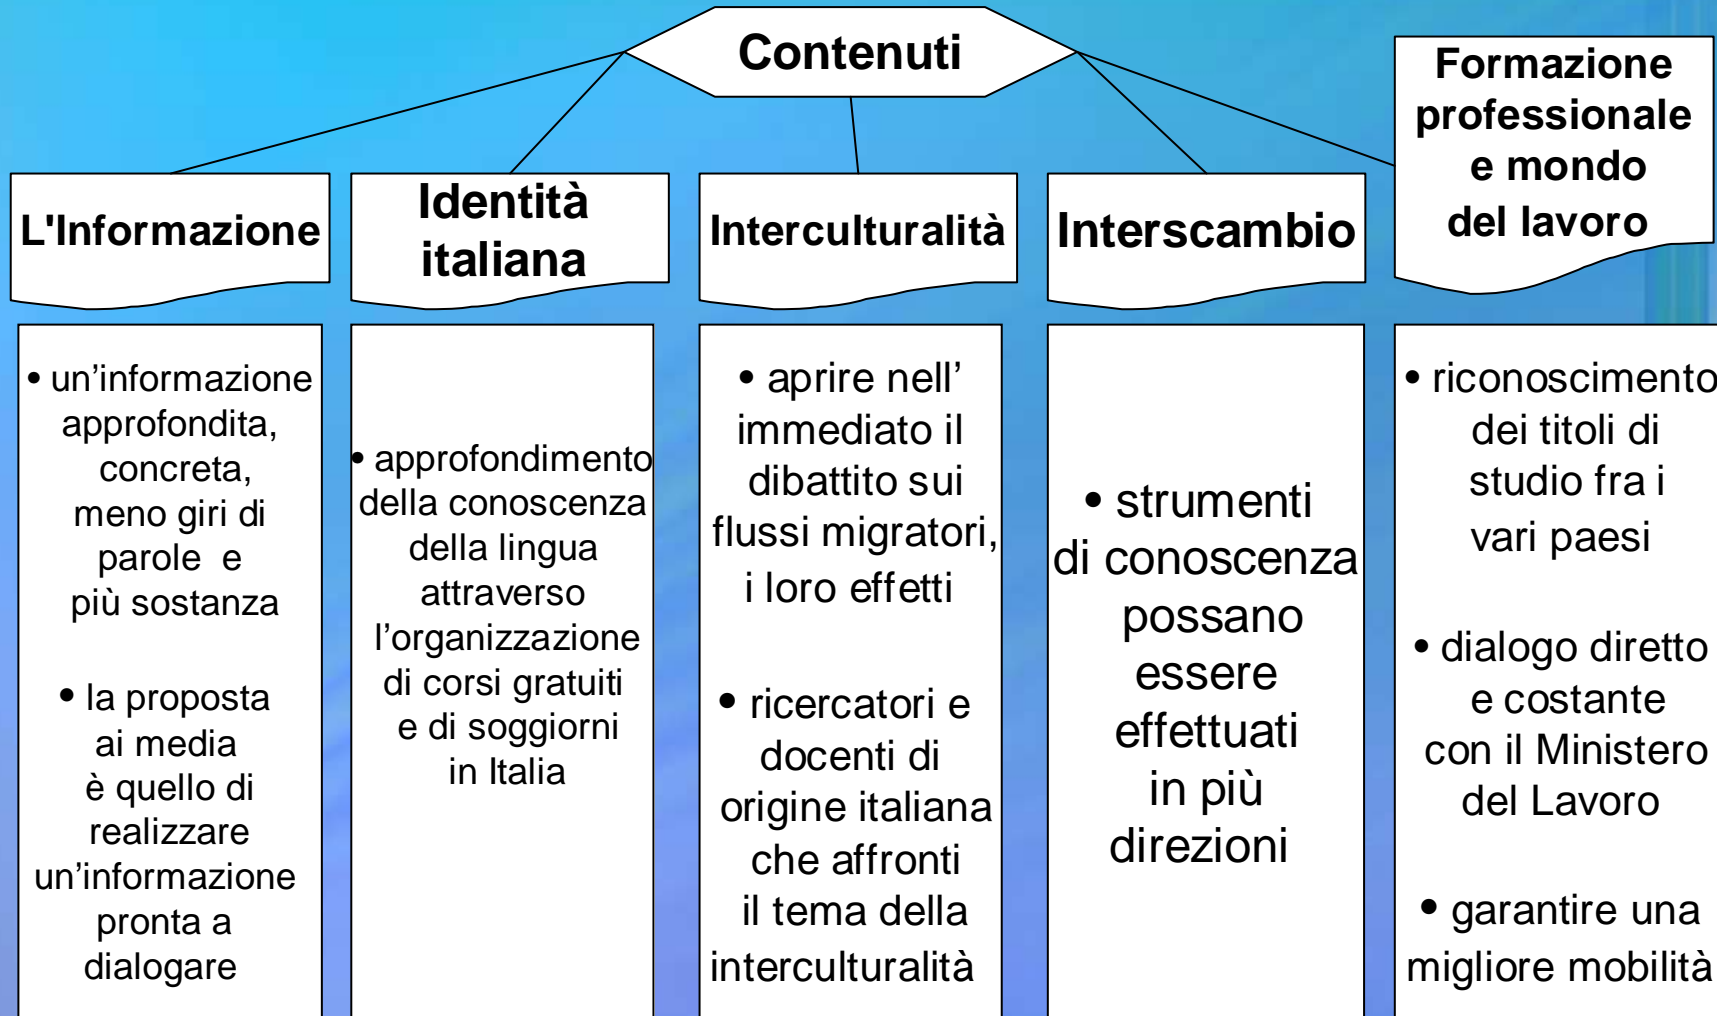 Contenuti
L'Informazione
• un'informazione
approfondita,
concreta,
meno giri di
parole e
più sostanza
• la proposta
ai media
è quello di
realizzare
un'informazione
pronta a
dialogare
Identità
italiana
• approfondimento
della conoscenza
della lingua
attraverso
l'organizzazione
di corsi gratuiti
e di soggiorni
in Italia
Interculturalità
• aprire nell'
immediato il
dibattito sui
flussi migratori,
i loro effetti
• ricercatori e
docenti di
origine italiana
che affronti
il tema della
interculturalità
Interscambio
• strumenti
di conoscenza
possano
essere
effettuati
in più
direzioni
Formazione
professionale
e mondo
del lavoro
• riconoscimento
dei titoli di
studio fra i
vari paesi
• dialogo diretto
e costante
con il Ministero
del Lavoro
• garantire una
migliore mobilità